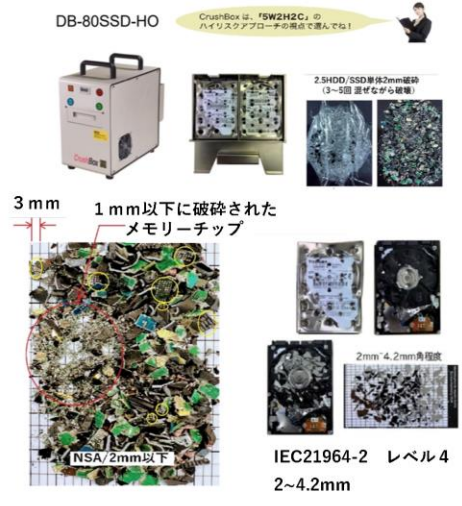 DB-80SSD-HO
CrushBox は、『5W2H2C』の
ハイリスクアプローチの視点で選んでね！
CrushBox
2.5HDD/SSD単体2mm破砕
(3～5回 混ぜながら破壊)
3mm
1mm以下に破砕された
メモリーチップ
NSA/2mm以下
2mm~4.2mm角程度
IEC21964-2 レベル4
2~4.2mm